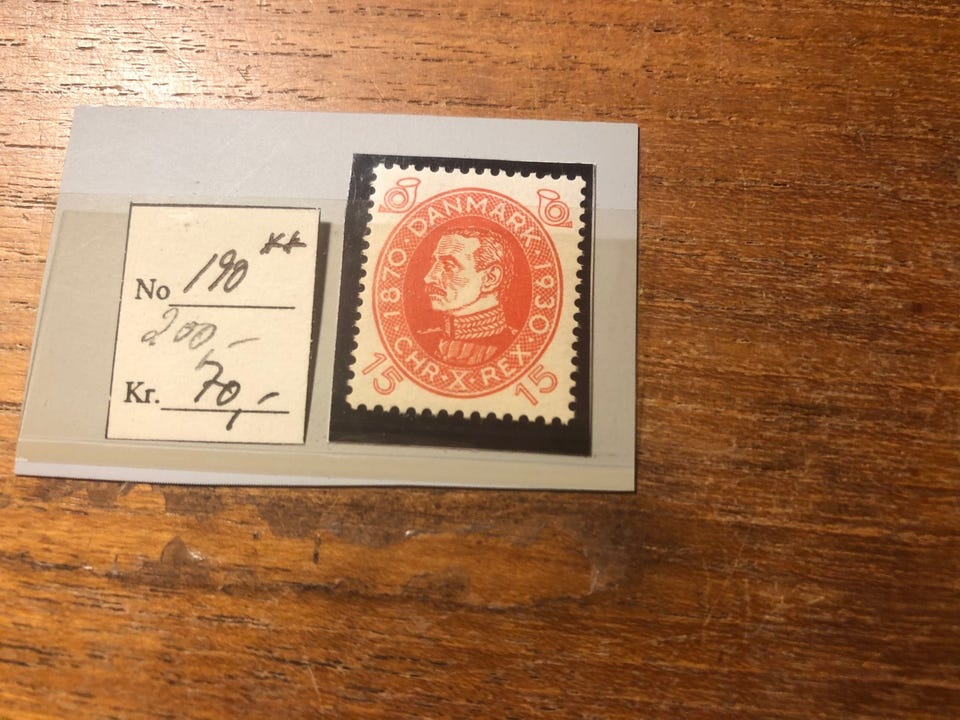 No 190 **
200,-
Kr. 70,-
DANMARK
1870 1930
CHR·X·REX
15 15